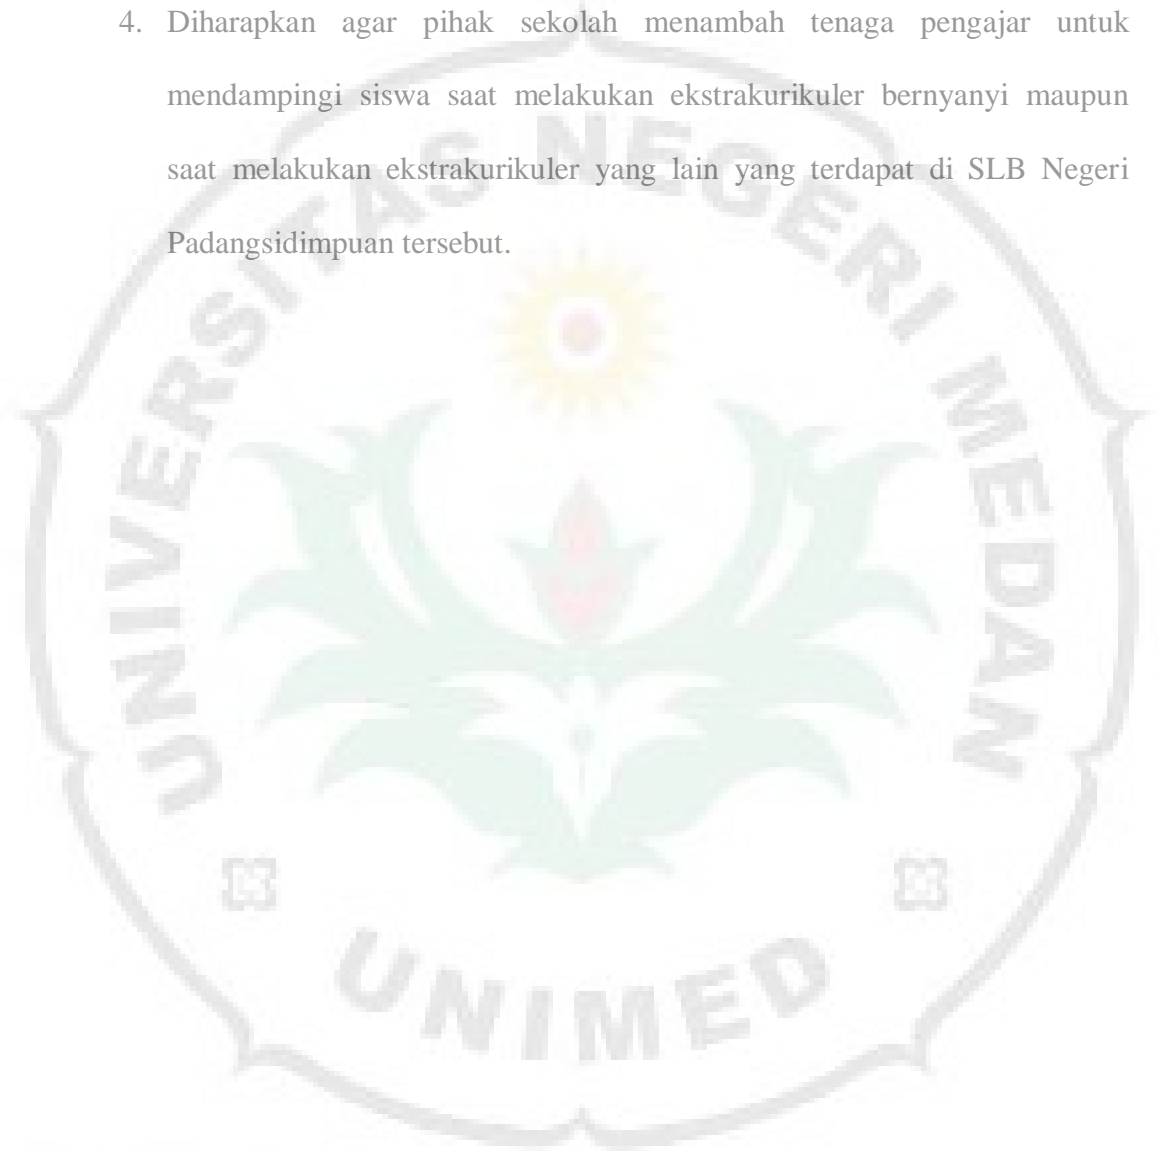 4. Diharapkan agar pihak sekolah menambah tenaga pengajar untuk
mendampingi siswa saat melakukan ekstrakurikuler bernyanyi maupun
saat melakukan ekstrakurikuler yang lain yang terdapat di SLB Negeri
Padangsidimpuan tersebut.
UNIVERSITAS NEGERI MEDAN
UNIMED